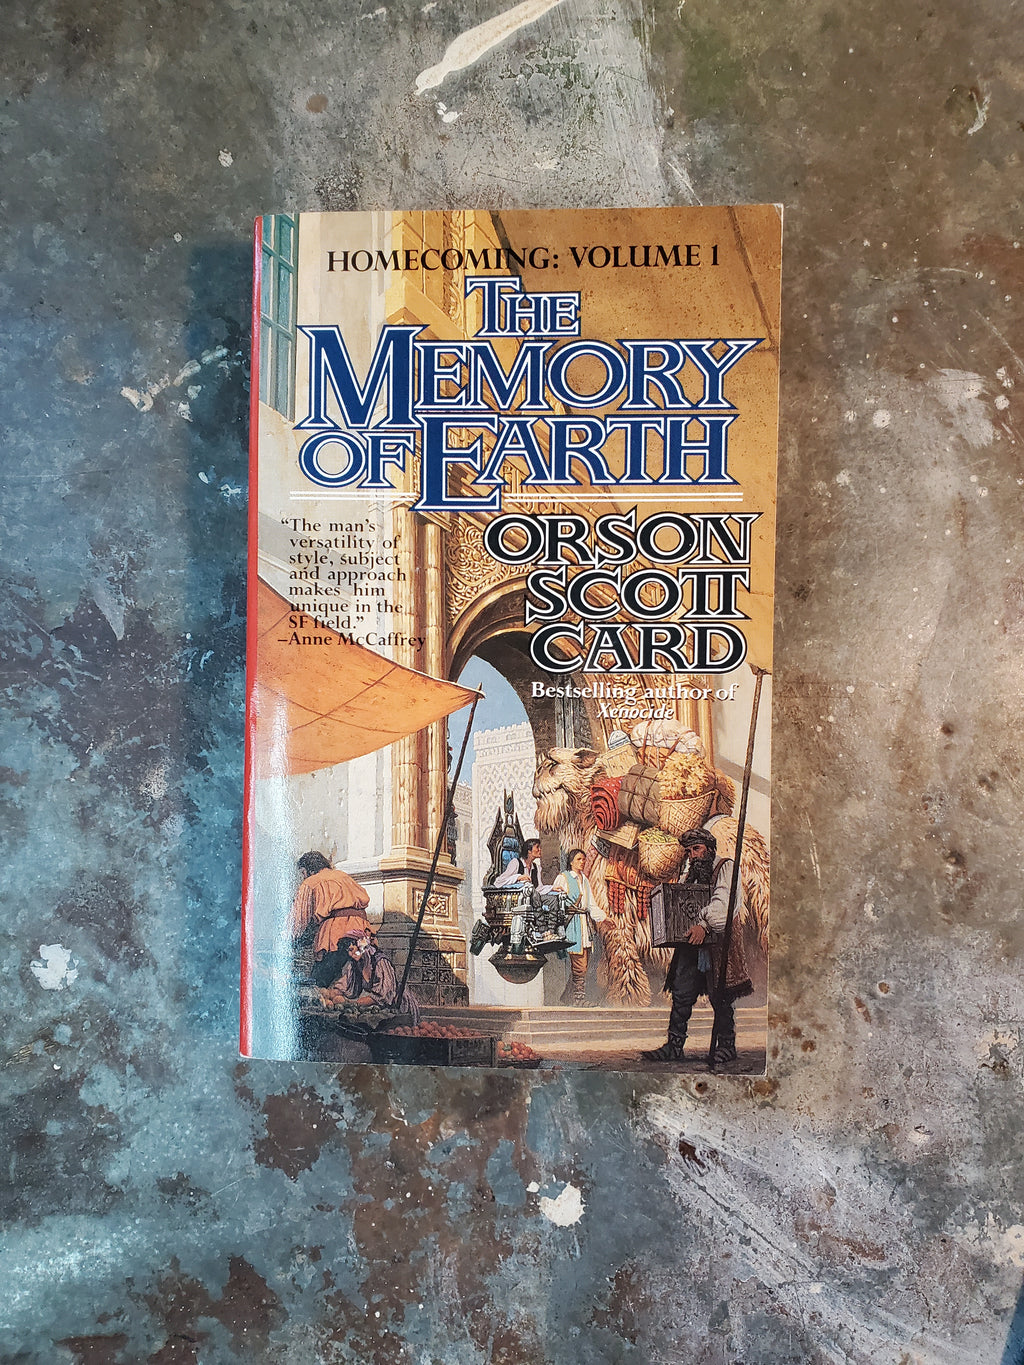 HOMECOMING: VOLUME 1
THE
MEMORY
OF EARTH
"The man's
versatility of
style, subject
and approach
makes him
unique in the
SF field."
–Anne McCaffrey
ORSON
SCOTT
CARD
Bestselling author of
Xenocide